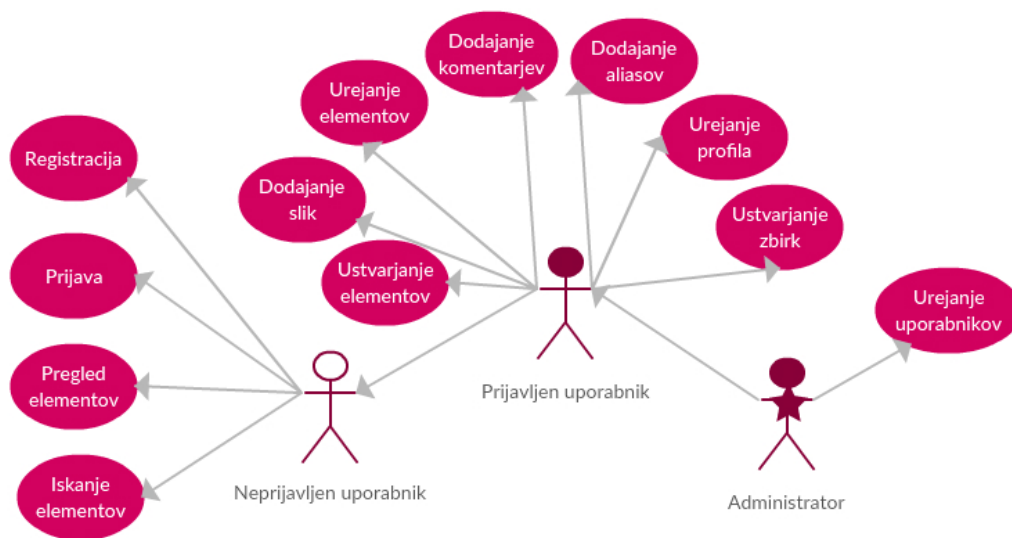 Dodajanje
komentarjev
Dodajanje
aliasov
Urejanje
elementov
Urejanje
profila
Registracija
Dodajanje
slik
Ustvarjanje
zbirk
Prijava
Ustvarjanje
elementov
Urejanje
uporabnikov
Pregled
elementov
Prijavljen uporabnik
Iskanje
elementov
Neprijavljen uporabnik
Administrator